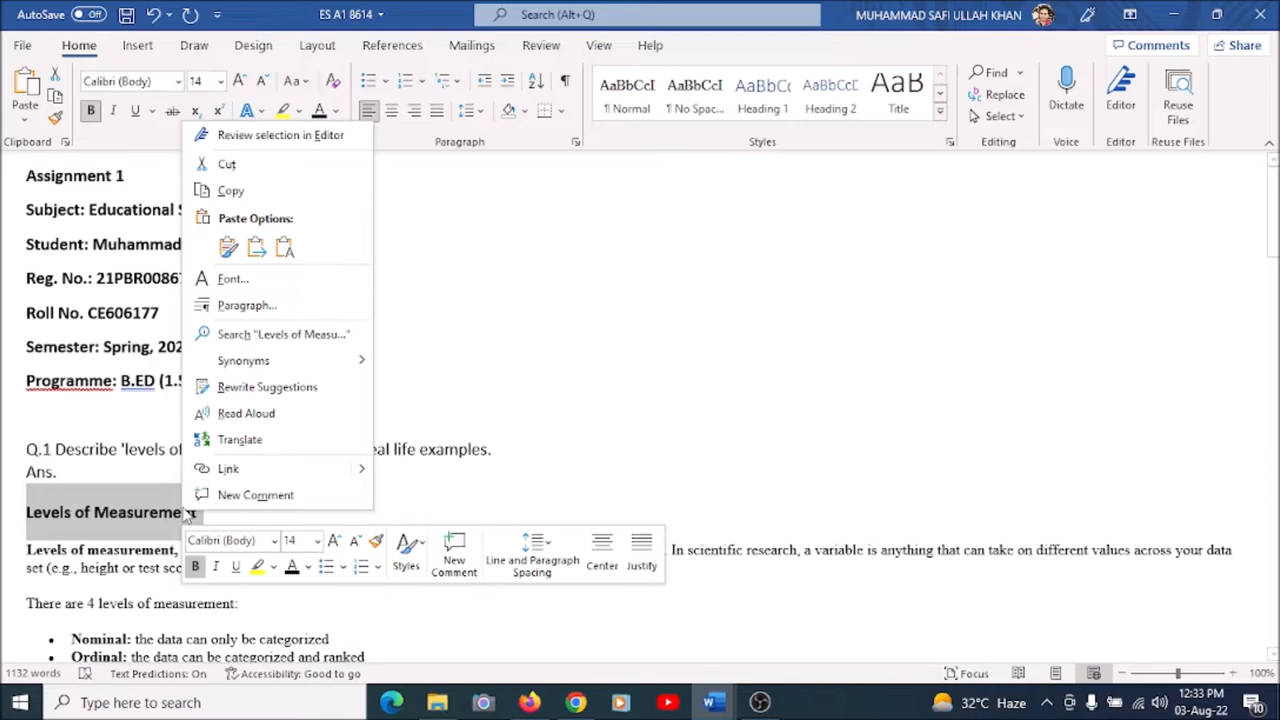 AutoSave Off ES A1 8614 Search (Alt+Q) MUHAMMAD SAFI ULLAH KHAN
File Home Insert Draw Design Layout References Mailings Review View Help Comments Share
Paste Calibri (Body) 14 Aa AaBbCcI AaBbCcI AaBbCc AaBbCcD AaB Find Replace Select Dictate Editor Reuse Files
¶ Normal ¶ No Spac... Heading 1 Heading 2 Title
Clipboard Paragraph Styles Editing Voice Editor Reuse Files
Assignment 1
Subject: Educational S
Student: Muhammad
Reg. No.: 21PBR00867
Roll No. CE606177
Semester: Spring, 202
Programme: B.ED (1.5
Q.1 Describe 'levels of
eal life examples.
Ans.
Levels of Measurement
Levels of measurement,
. In scientific research, a variable is anything that can take on different values across your data
set (e.g., height or test sco
There are 4 levels of measurement:
• Nominal: the data can only be categorized
• Ordinal: the data can be categorized and ranked
Review selection in Editor
Cut
Copy
Paste Options:
Font...
Paragraph...
Search "Levels of Measu..."
Synonyms
Rewrite Suggestions
Read Aloud
Translate
Link
New Comment
Calibri (Body) 14
B I U A Styles New Comment Line and Paragraph Spacing Center Justify
1132 words Text Predictions: On Accessibility: Good to go Focus 100%
Type here to search 32°C Haze 12:33 PM
03-Aug-22 10